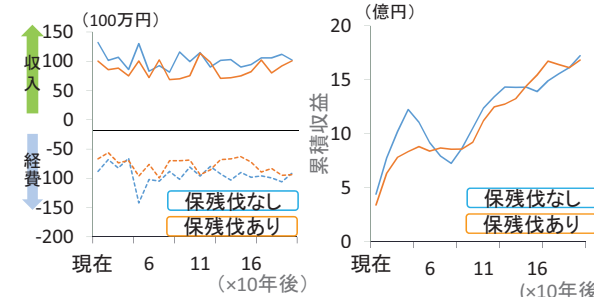 (100万円)
収入
経費
150
100
50
0
-50
-100
-150
-200
保残伐なし
保残伐あり
現在 6 11 16
(×10年後)
(億円)
累積収益
20
15
10
5
0
保残伐なし
保残伐あり
現在 6 11 16
(×10年後)